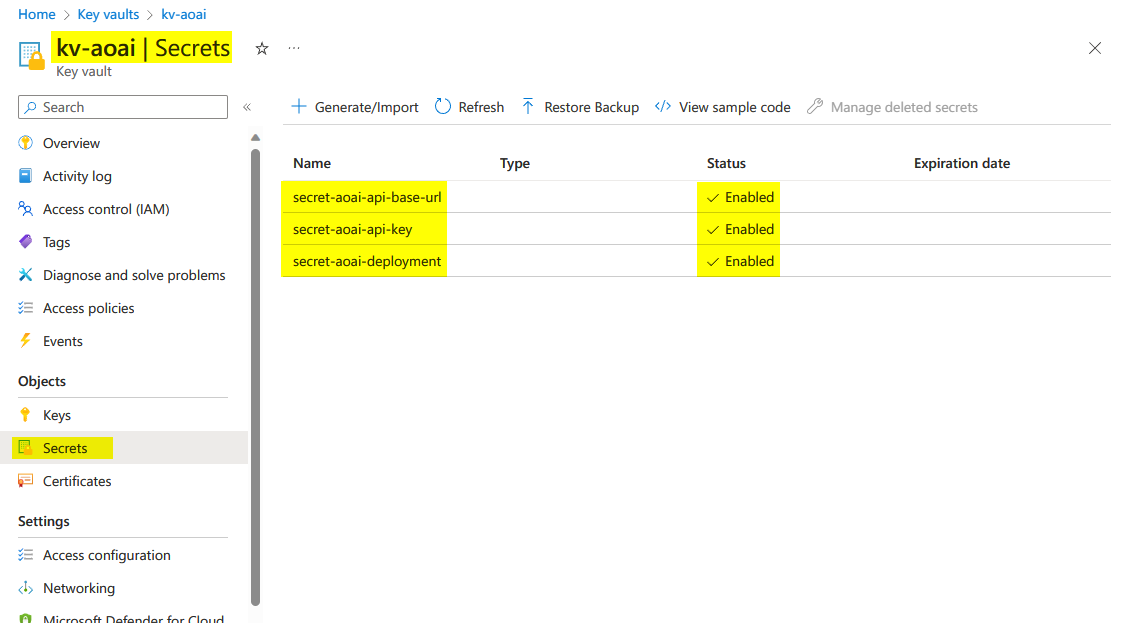 Home > Key vaults > kv-aoai
kv-aoai | Secrets
Key vault
Search
Overview
Activity log
Access control (IAM)
Tags
Diagnose and solve problems
Access policies
Events
Objects
Keys
Secrets
Certificates
Settings
Access configuration
Networking
Microsoft Defender for Cloud
Generate/Import Refresh Restore Backup View sample code Manage deleted secrets
Name Type Status Expiration date
secret-aoai-api-base-url Enabled
secret-aoai-api-key Enabled
secret-aoai-deployment Enabled